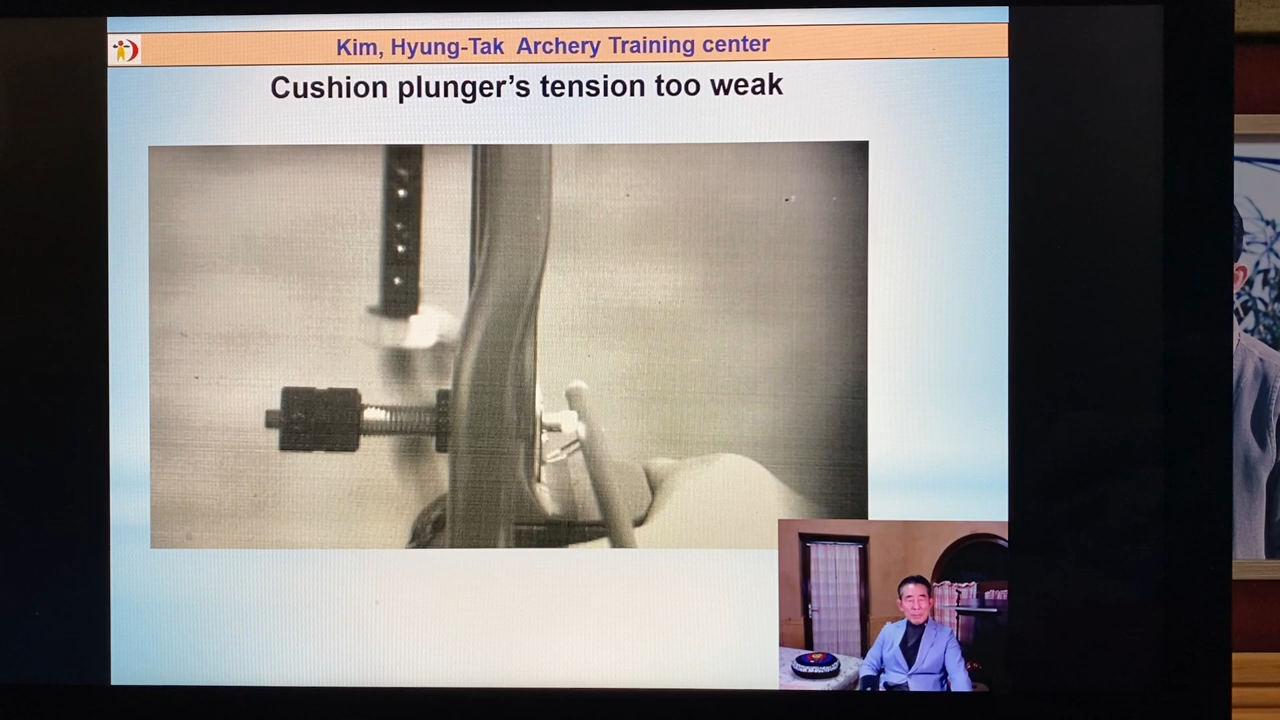 Kim, Hyung-Tak Archery Training center
Cushion plunger’s tension too weak